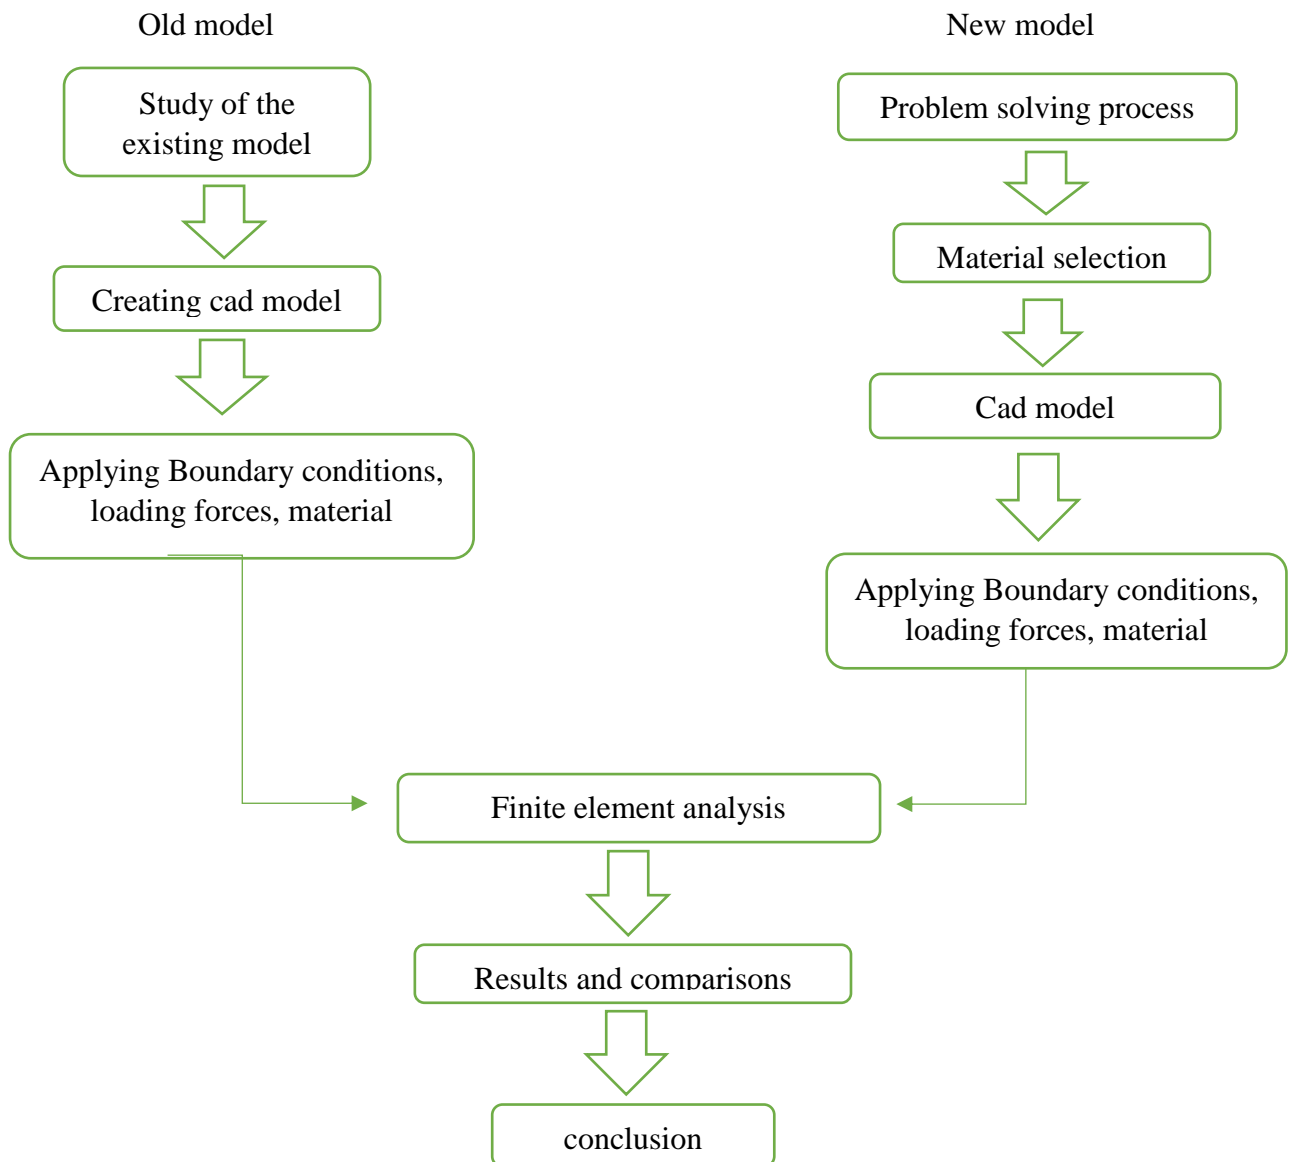 Old model
New model
Study of the
existing model
Problem solving process
Material selection
Creating cad model
Cad model
Applying Boundary conditions,
loading forces, material
Applying Boundary conditions,
loading forces, material
Finite element analysis
Results and comparisons
conclusion